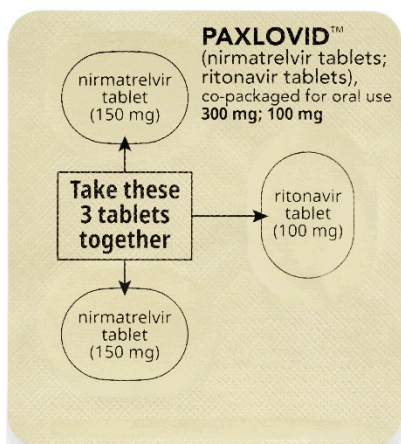 PAXLOVID™
(nirmatrelvir tablets;
ritonavir tablets),
co-packaged for oral use
300 mg; 100 mg
nirmatrelvir
tablet
(150 mg)
Take these
3 tablets
together
ritonavir
tablet
(100 mg)
nirmatrelvir
tablet
(150 mg)